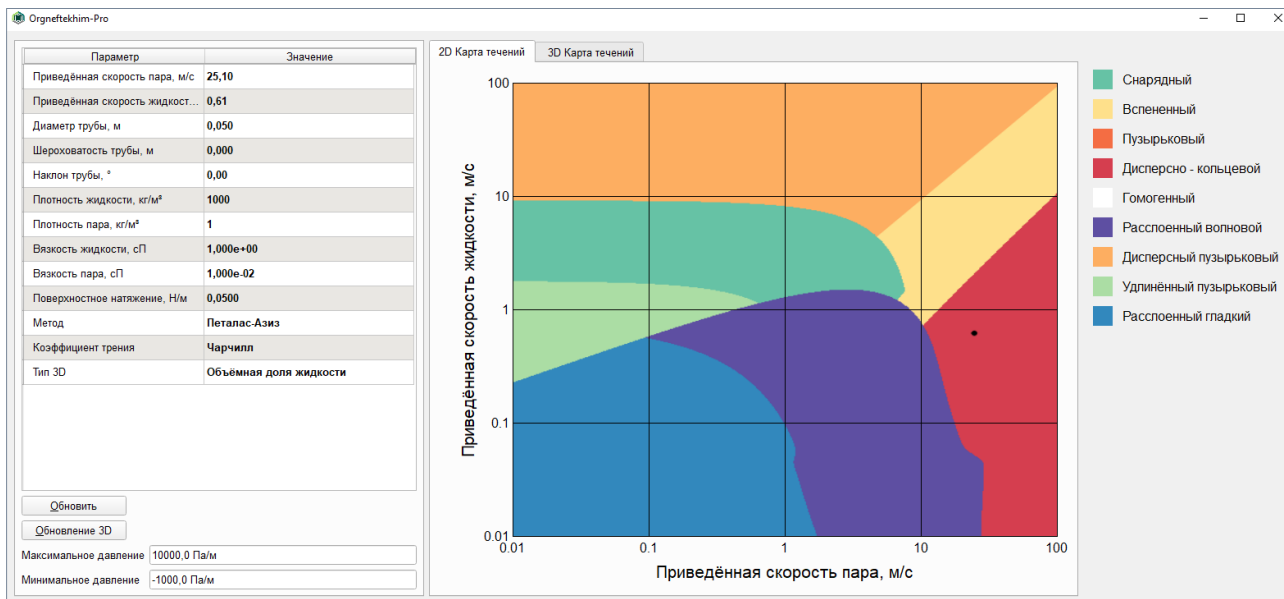 Orgneftekhim-Pro
Параметр Значение
Приведённая скорость пара, м/с 25,10
Приведённая скорость жидкост... 0,61
Диаметр трубы, м 0,050
Шероховатость трубы, м 0,000
Наклон трубы, ° 0,00
Плотность жидкости, кг/м³ 1000
Плотность пара, кг/м³ 1
Вязкость жидкости, сП 1,000e+00
Вязкость пара, сП 1,000e-02
Поверхностное натяжение, Н/м 0,0500
Метод Петалас-Азиз
Коэффициент трения Чарчилл
Тип 3D Объёмная доля жидкости
Обновить
Обновление 3D
Максимальное давление 10000,0 Па/м
Минимальное давление -1000,0 Па/м
2D Карта течений 3D Карта течений
Приведённая скорость жидкости, м/с
100
10
1
0.1
0.01
0.01 0.1 1 10 100
Приведённая скорость пара, м/с
Снарядный
Вспененный
Пузырьковый
Дисперсно - кольцевой
Гомогенный
Расслоенный волновой
Дисперсный пузырьковый
Удлинённый пузырьковый
Расслоенный гладкий